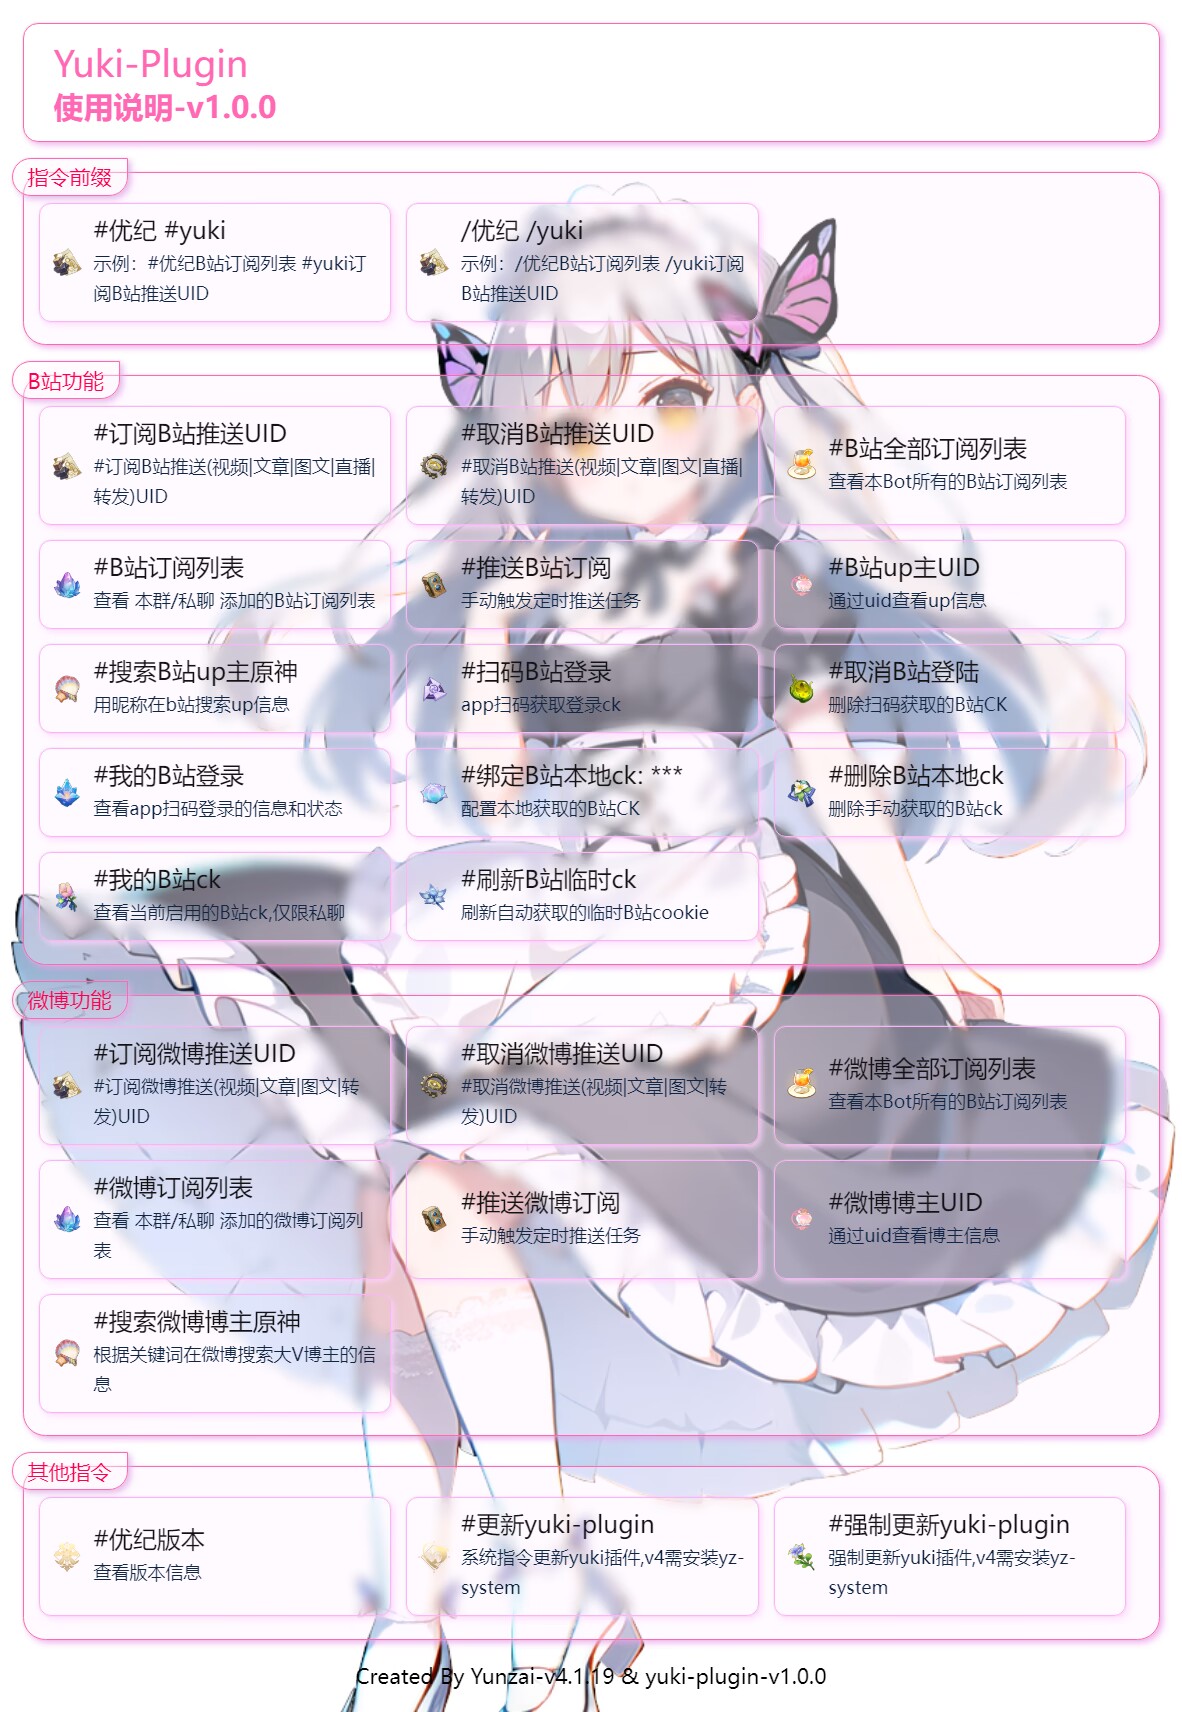 Yuki-Plugin
使用说明-v1.0.0
指令前缀
#优纪 #yuki
示例：#优纪B站订阅列表 #yuki订
阅B站推送UID
/优纪 /yuki
示例：/优纪B站订阅列表 /yuki订阅
B站推送UID
B站功能
#订阅B站推送UID
#订阅B站推送(视频|文章|图文|直播|
转发)UID
#取消B站推送UID
#取消B站推送(视频|文章|图文|直播|
转发)UID
#B站全部订阅列表
查看本Bot所有的B站订阅列表
#B站订阅列表
查看 本群/私聊 添加的B站订阅列表
#推送B站订阅
手动触发定时推送任务
#B站up主UID
通过uid查看up信息
#搜索B站up主原神
用昵称在b站搜索up信息
#扫码B站登录
app扫码获取登录ck
#取消B站登陆
删除扫码获取的B站CK
#我的B站登录
查看app扫码登录的信息和状态
#绑定B站本地ck: ***
配置本地获取的B站CK
#删除B站本地ck
删除手动获取的B站ck
#我的B站ck
查看当前启用的B站ck,仅限私聊
#刷新B站临时ck
刷新自动获取的临时B站cookie
微博功能
#订阅微博推送UID
#订阅微博推送(视频|文章|图文|转
发)UID
#取消微博推送UID
#取消微博推送(视频|文章|图文|转
发)UID
#微博全部订阅列表
查看本Bot所有的B站订阅列表
#微博订阅列表
查看 本群/私聊 添加的微博订阅列
表
#推送微博订阅
手动触发定时推送任务
#微博博主UID
通过uid查看博主信息
#搜索微博博主原神
根据关键词在微博搜索大V博主的信
息
其他指令
#优纪版本
查看版本信息
#更新yuki-plugin
系统指令更新yuki插件,v4需安装yz-
system
#强制更新yuki-plugin
强制更新yuki插件,v4需安装yz-
system
Created By Yunzai-v4.1.19 & yuki-plugin-v1.0.0